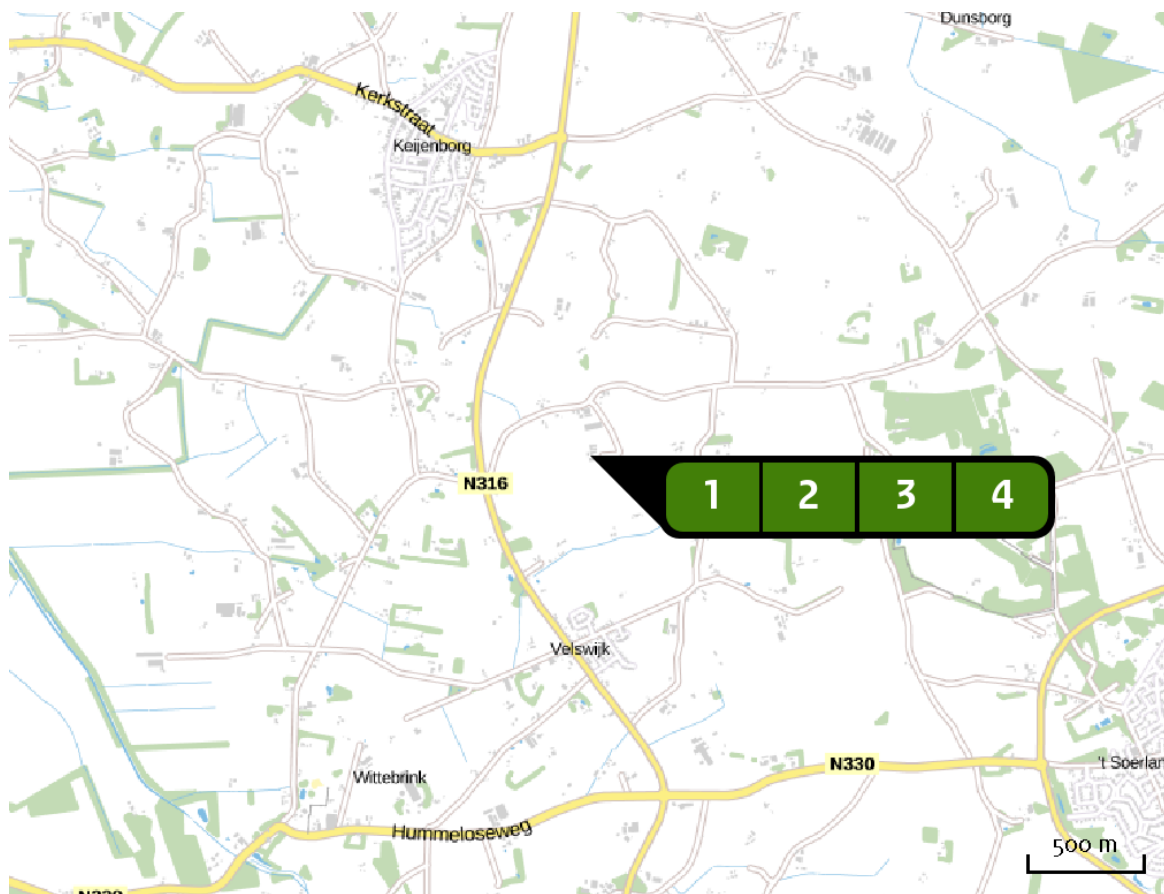 Dunsborg
Kerkstraat
Keijenborg
N316
1 2 3 4
Velswijk
N330
't Soerlan
Wittebrink
Hummeloseweg
500 m